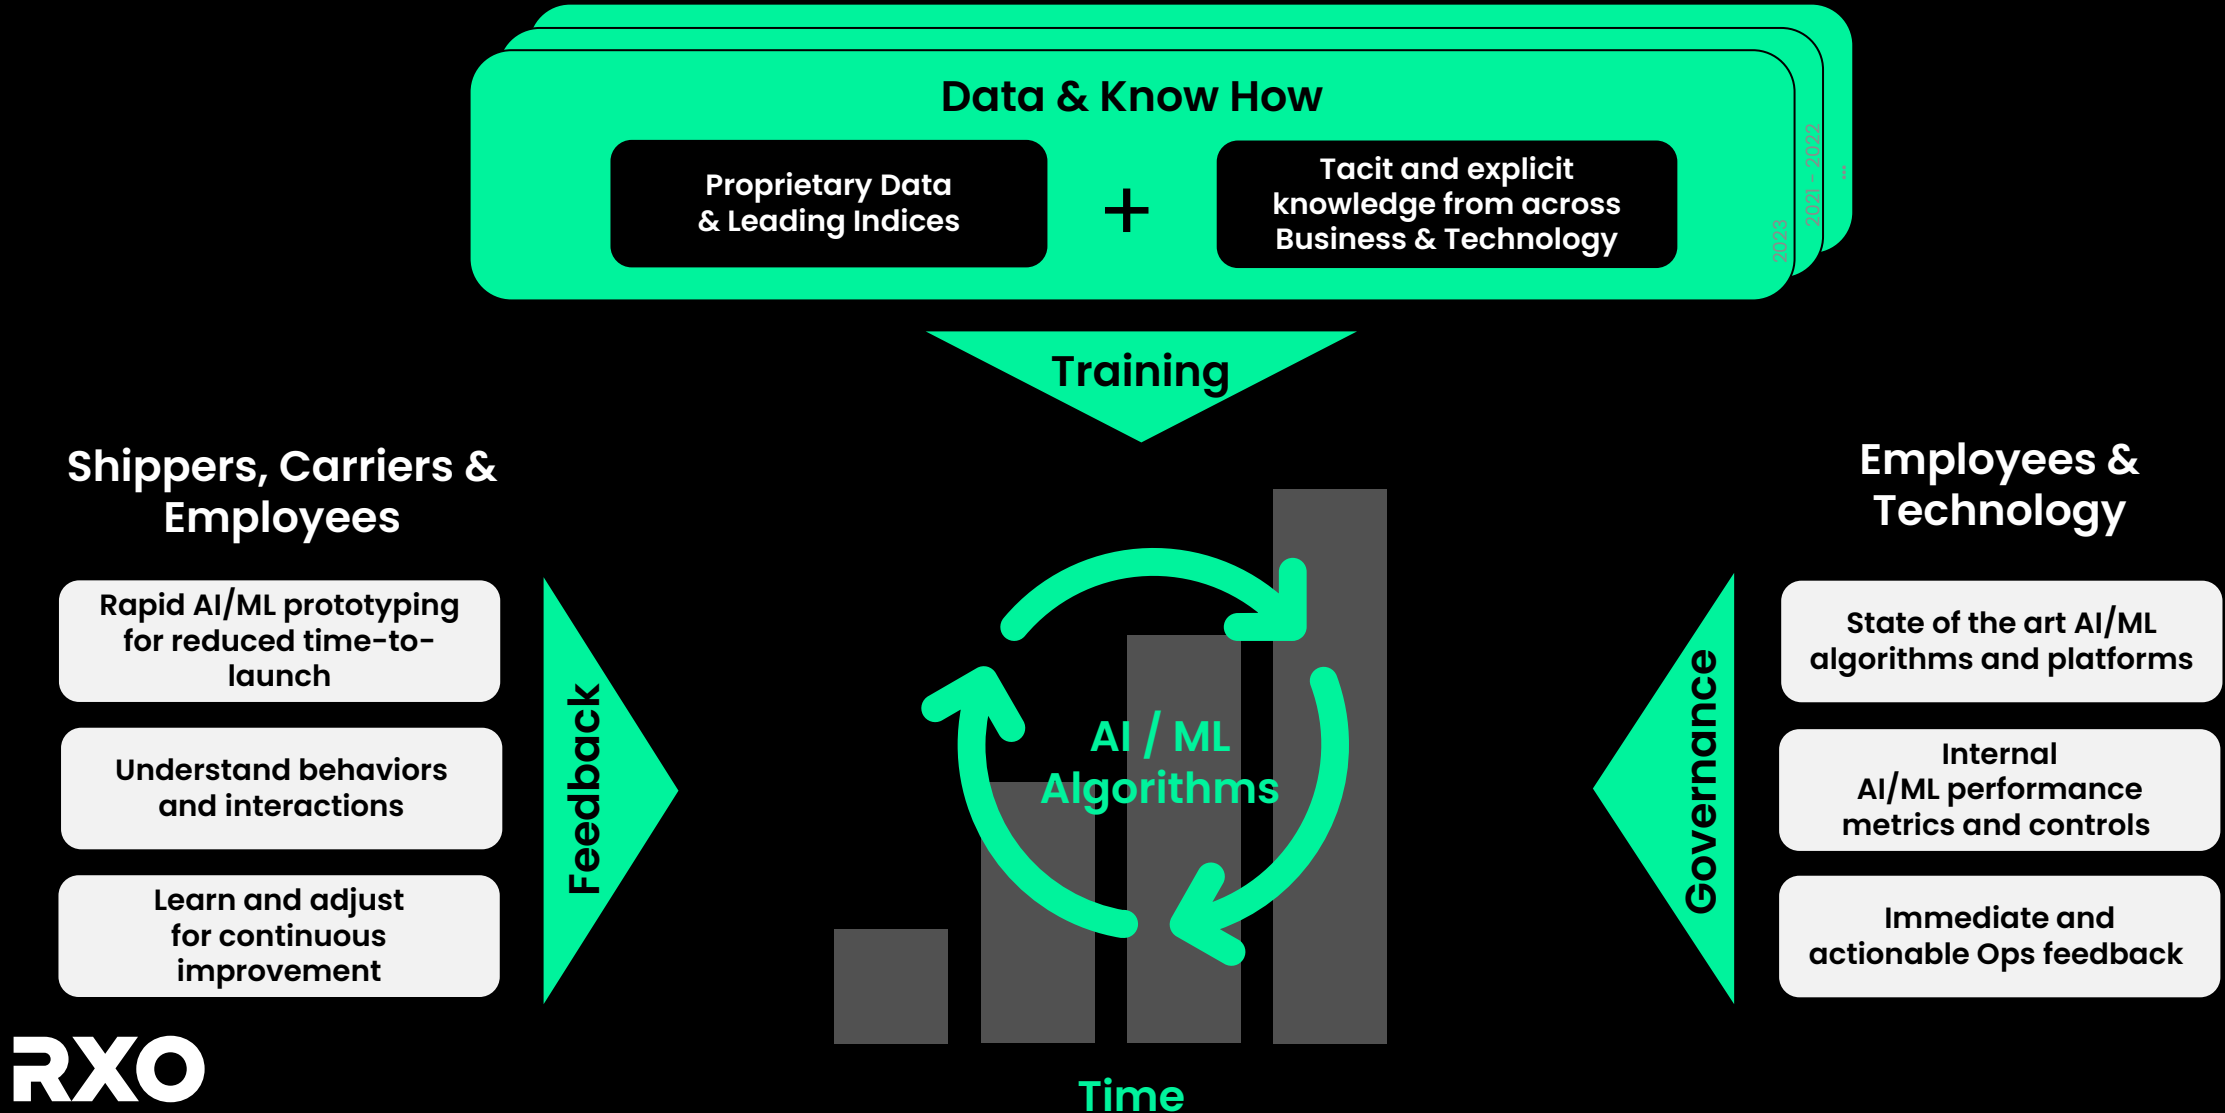 Data & Know How
Proprietary Data
& Leading Indices
+
Tacit and explicit
knowledge from across
Business & Technology
2023
2021 - 2022
...
Training
Shippers, Carriers &
Employees
Rapid AI/ML prototyping
for reduced time-to-
launch
Understand behaviors
and interactions
Learn and adjust
for continuous
improvement
Feedback
AI / ML
Algorithms
Time
Governance
Employees &
Technology
State of the art AI/ML
algorithms and platforms
Internal
AI/ML performance
metrics and controls
Immediate and
actionable Ops feedback
RXO